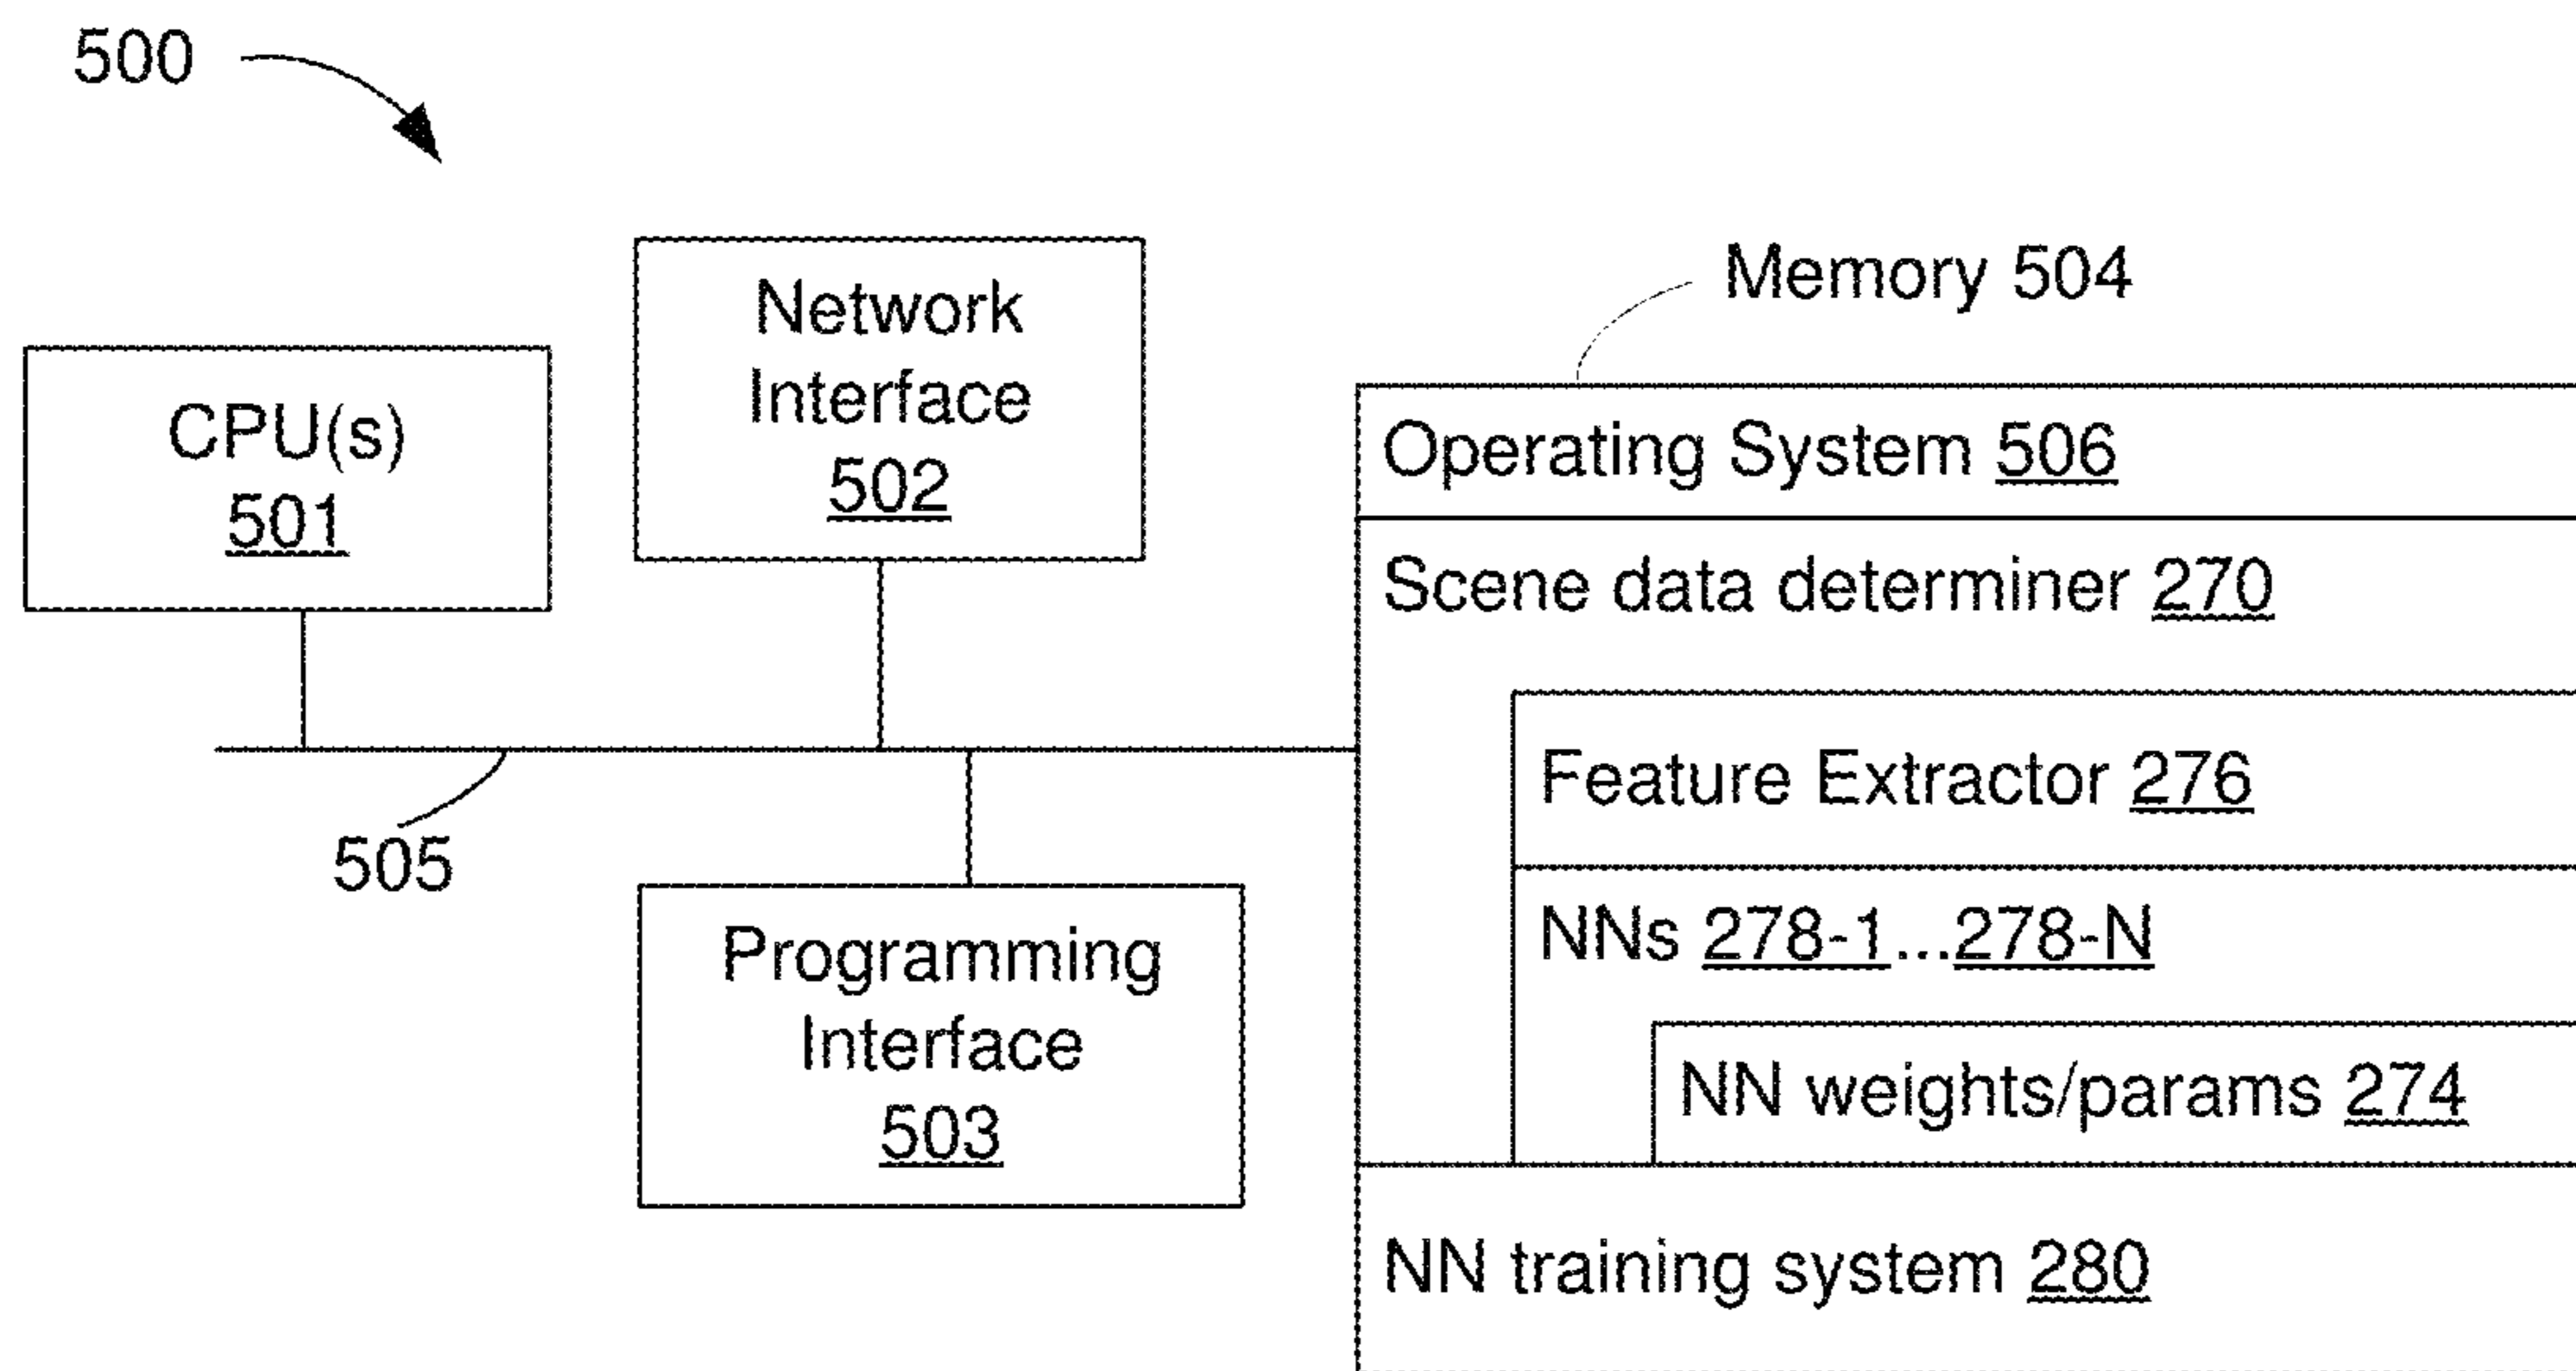 500
Network
Interface
502
Memory 504
CPU(s)
501
Operating System 506
Scene data determiner 270
Feature Extractor 276
505
NNs 278-1...278-N
Programming
Interface
503
NN weights/params 274
NN training system 280